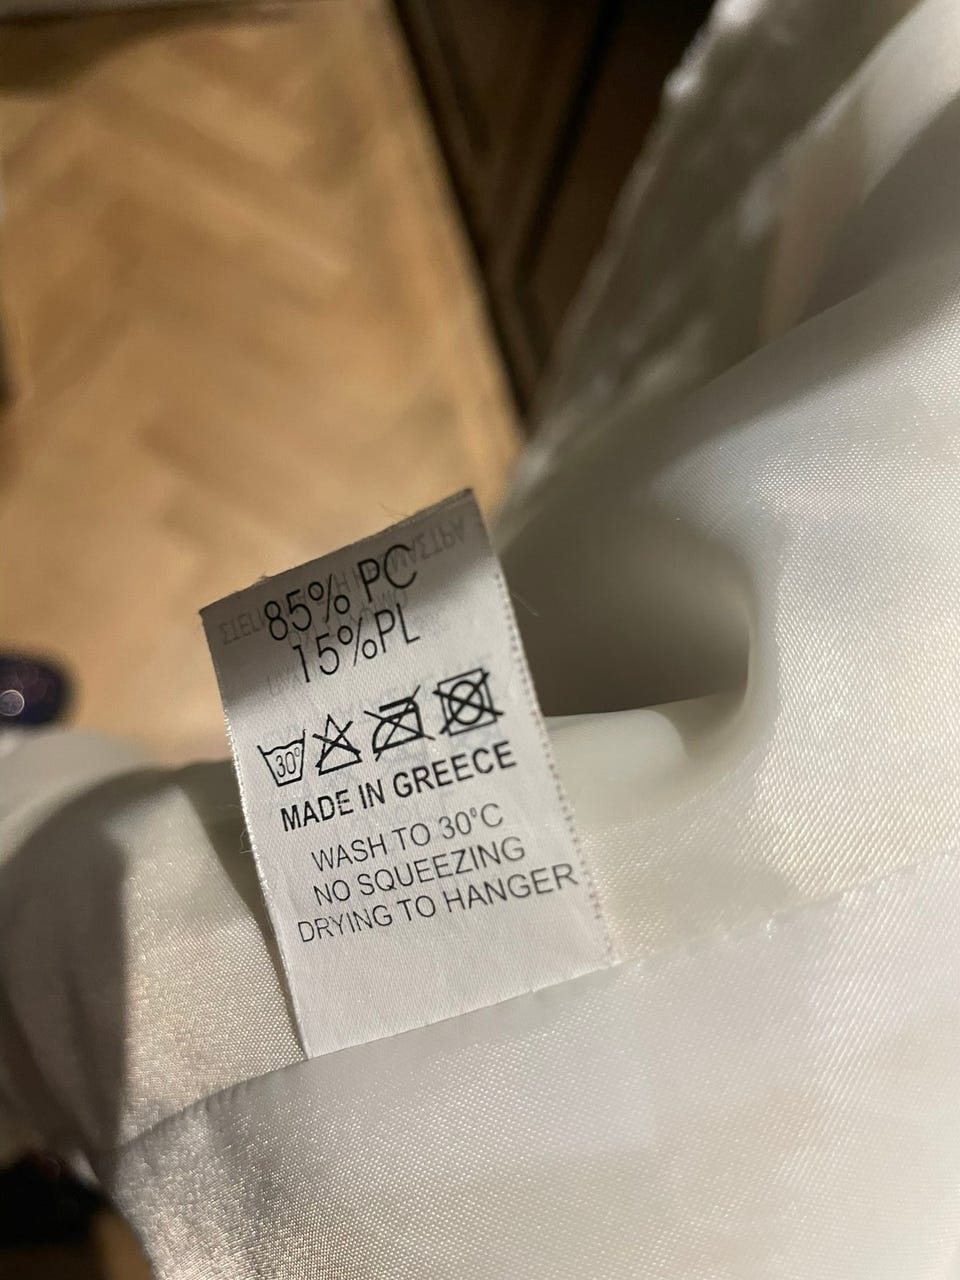 85% PC
15%PL
30°
MADE IN GREECE
WASH TO 30°C
NO SQUEEZING
DRYING TO HANGER